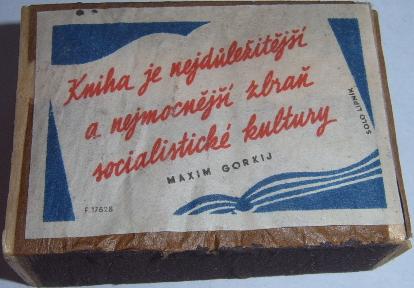 Kniha je nejdůležitější
a nejmocnější zbraň
socialistické kultury
MAXIM GORKIJ
SOLO LIPNÍK
F 17628